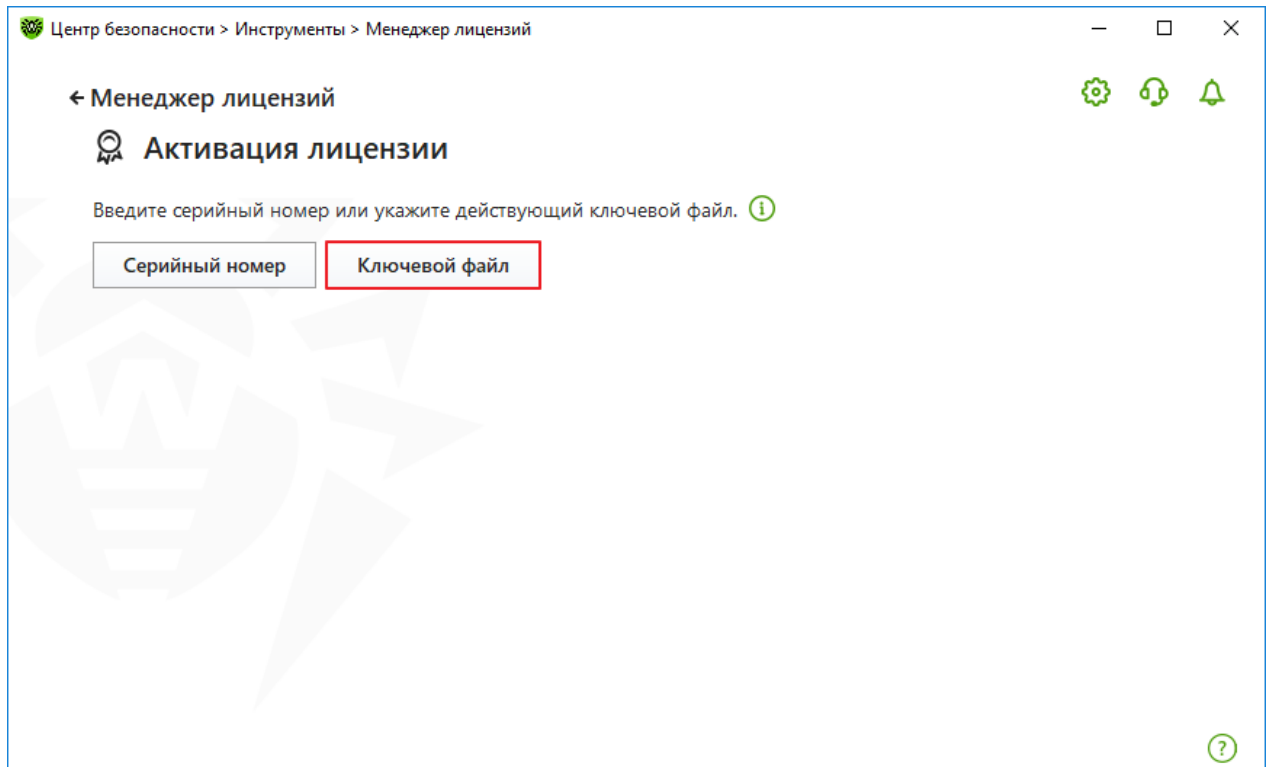 Центр безопасности > Инструменты > Менеджер лицензий
Менеджер лицензий
Активация лицензии
Введите серийный номер или укажите действующий ключевой файл.
Серийный номер Ключевой файл